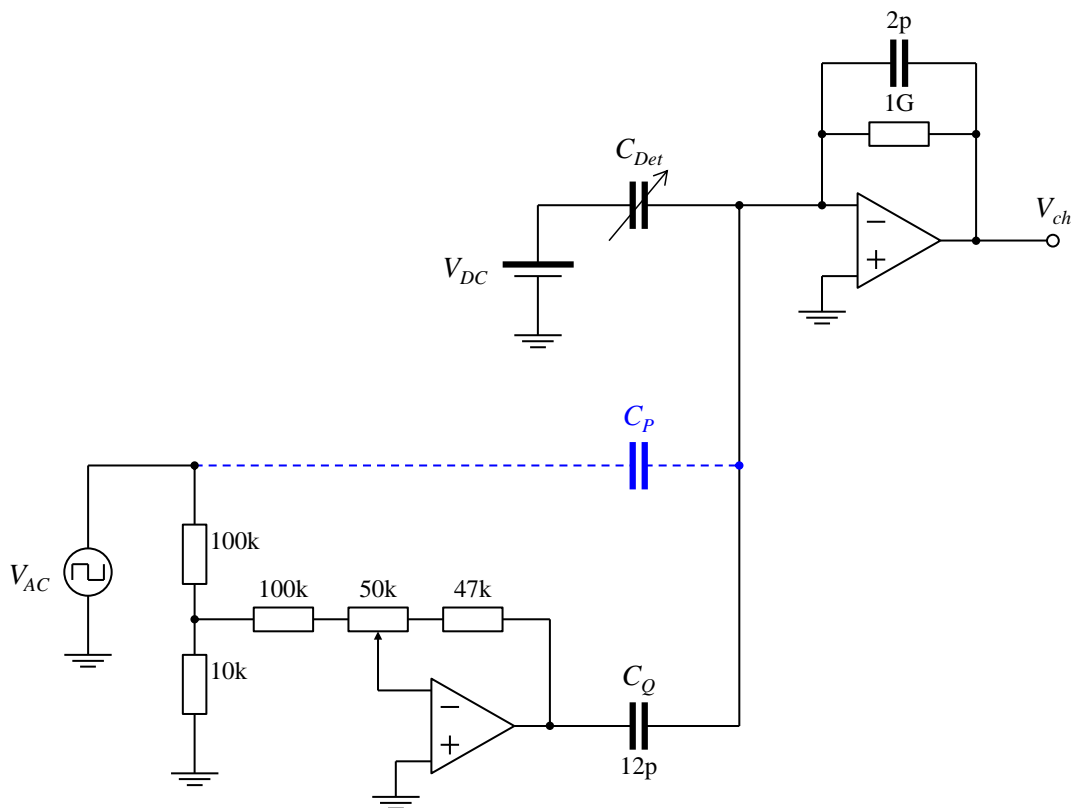 2p
1G
C_Det
V_ch
V_DC
C_P
100k
V_AC
100k 50k 47k
10k
C_Q
12p